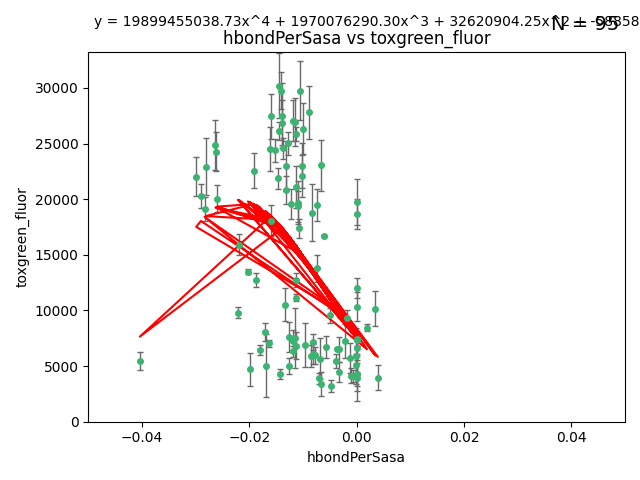 y = 19899455038.73x^4 + 1970076290.30x^3 + 32620904.25x^2 +
N = 95
hbondPerSasa vs toxgreen_fluor
toxgreen_fluor
30000
25000
20000
15000
10000
5000
0
−0.04
−0.02
0.00
0.02
0.04
hbondPerSasa